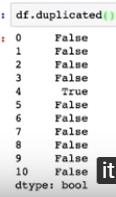 : df.duplicated()
: 0 False
1 False
2 False
3 False
4 True
5 False
6 False
7 False
8 False
9 False
10 False
dtype: bool
it